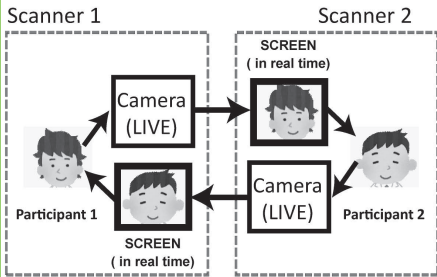 Scanner 1
Scanner 2
SCREEN
( in real time)
Camera
(LIVE)
Camera
(LIVE)
Participant 1
Participant 2
SCREEN
( in real time)